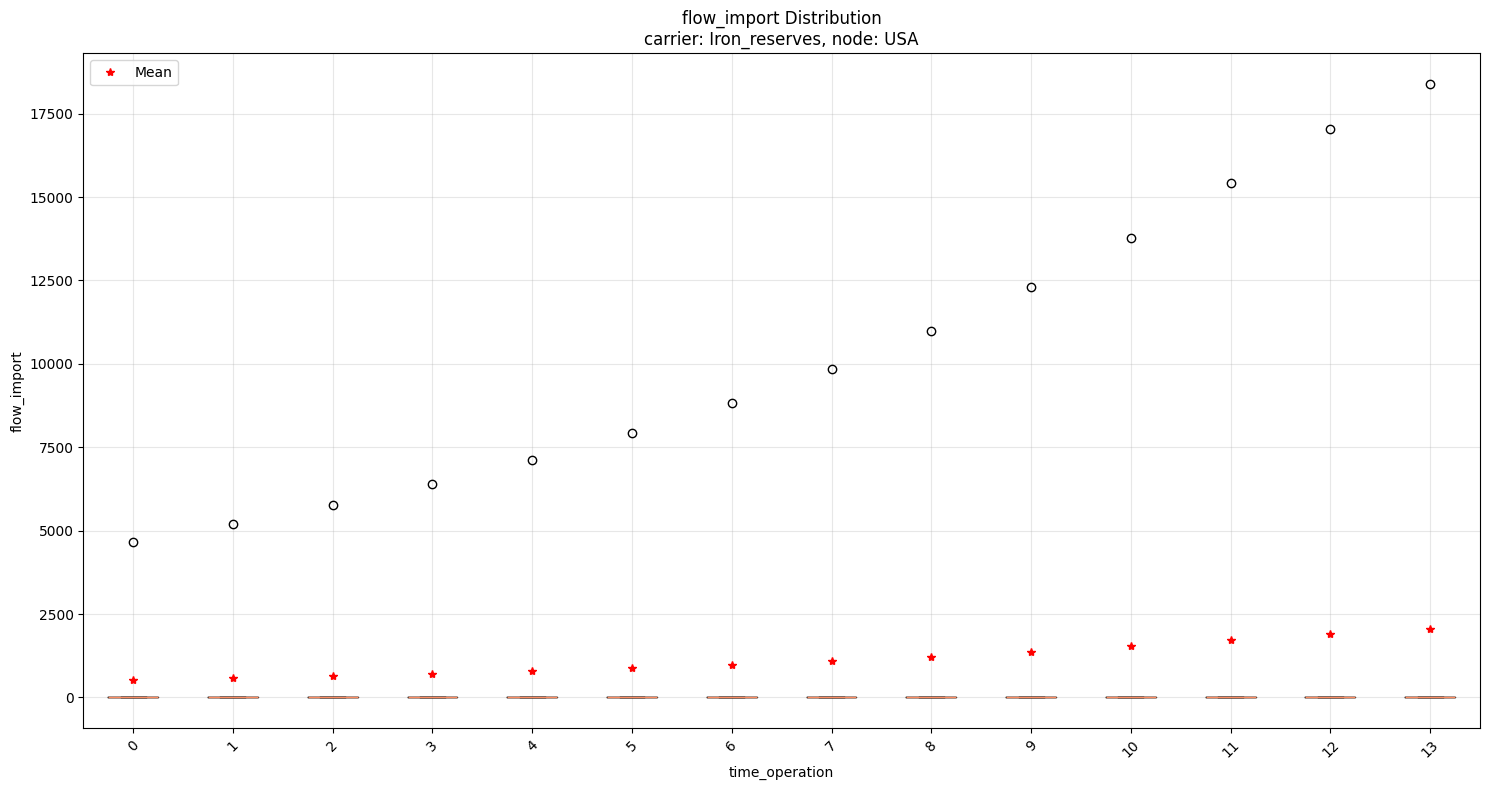 flow_import Distribution
carrier: Iron_reserves, node: USA
Mean
17500
15000
12500
10000
7500
5000
2500
0
flow_import
0 1 2 3 4 5 6 7 8 9 10 11 12 13
time_operation